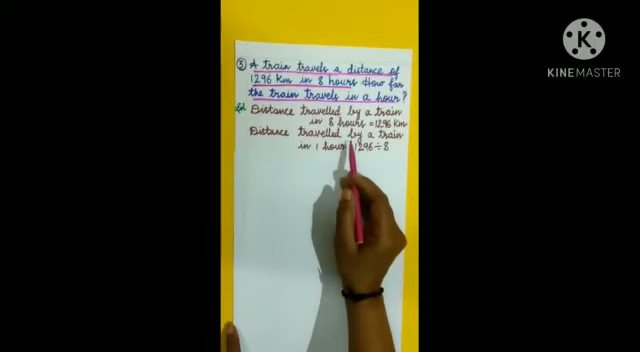 ③ A train travels a distance of
1296 Km in 8 hours How far
the train travels in a hour?
Sol Distance travelled by a train
in 8 hours = 1296 Km
Distance travelled by a train
in 1 hour 1296 ÷ 8
K
KINEMASTER